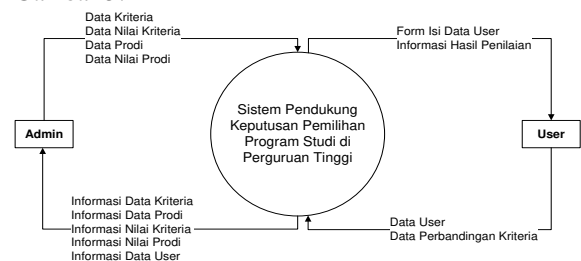 Data Kriteria
Data Nilai Kriteria
Data Prodi
Data Nilai Prodi
Form Isi Data User
Informasi Hasil Penilaian
Sistem Pendukung
Keputusan Pemilihan
Program Studi di
Perguruan Tinggi
Admin
User
Informasi Data Kriteria
Informasi Data Prodi
Informasi Nilai Kriteria
Informasi Nilai Prodi
Informasi Data User
Data User
Data Perbandingan Kriteria